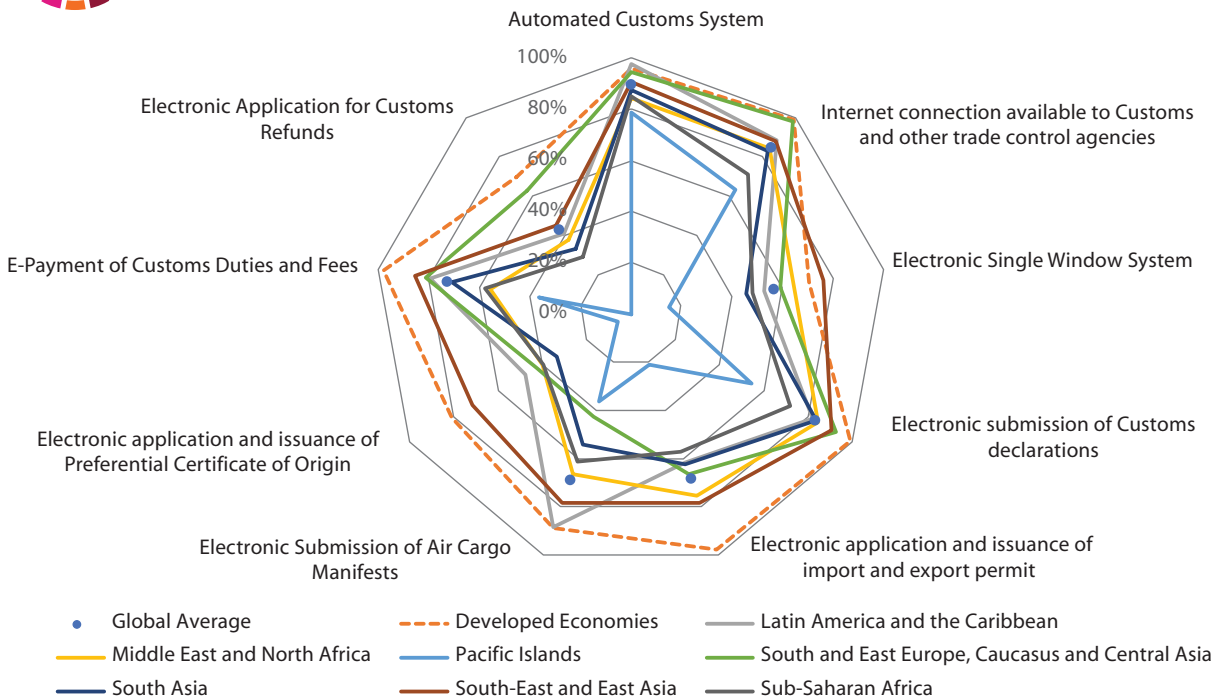 Automated Customs System
100%
80%
60%
40%
20%
0%
Internet connection available to Customs
and other trade control agencies
Electronic Single Window System
Electronic submission of Customs
declarations
Electronic application and issuance of
import and export permit
Electronic Submission of Air Cargo
Manifests
Electronic application and issuance of
Preferential Certificate of Origin
E-Payment of Customs Duties and Fees
Electronic Application for Customs
Refunds
Global Average
Developed Economies
Latin America and the Caribbean
Middle East and North Africa
Pacific Islands
South and East Europe, Caucasus and Central Asia
South Asia
South-East and East Asia
Sub-Saharan Africa